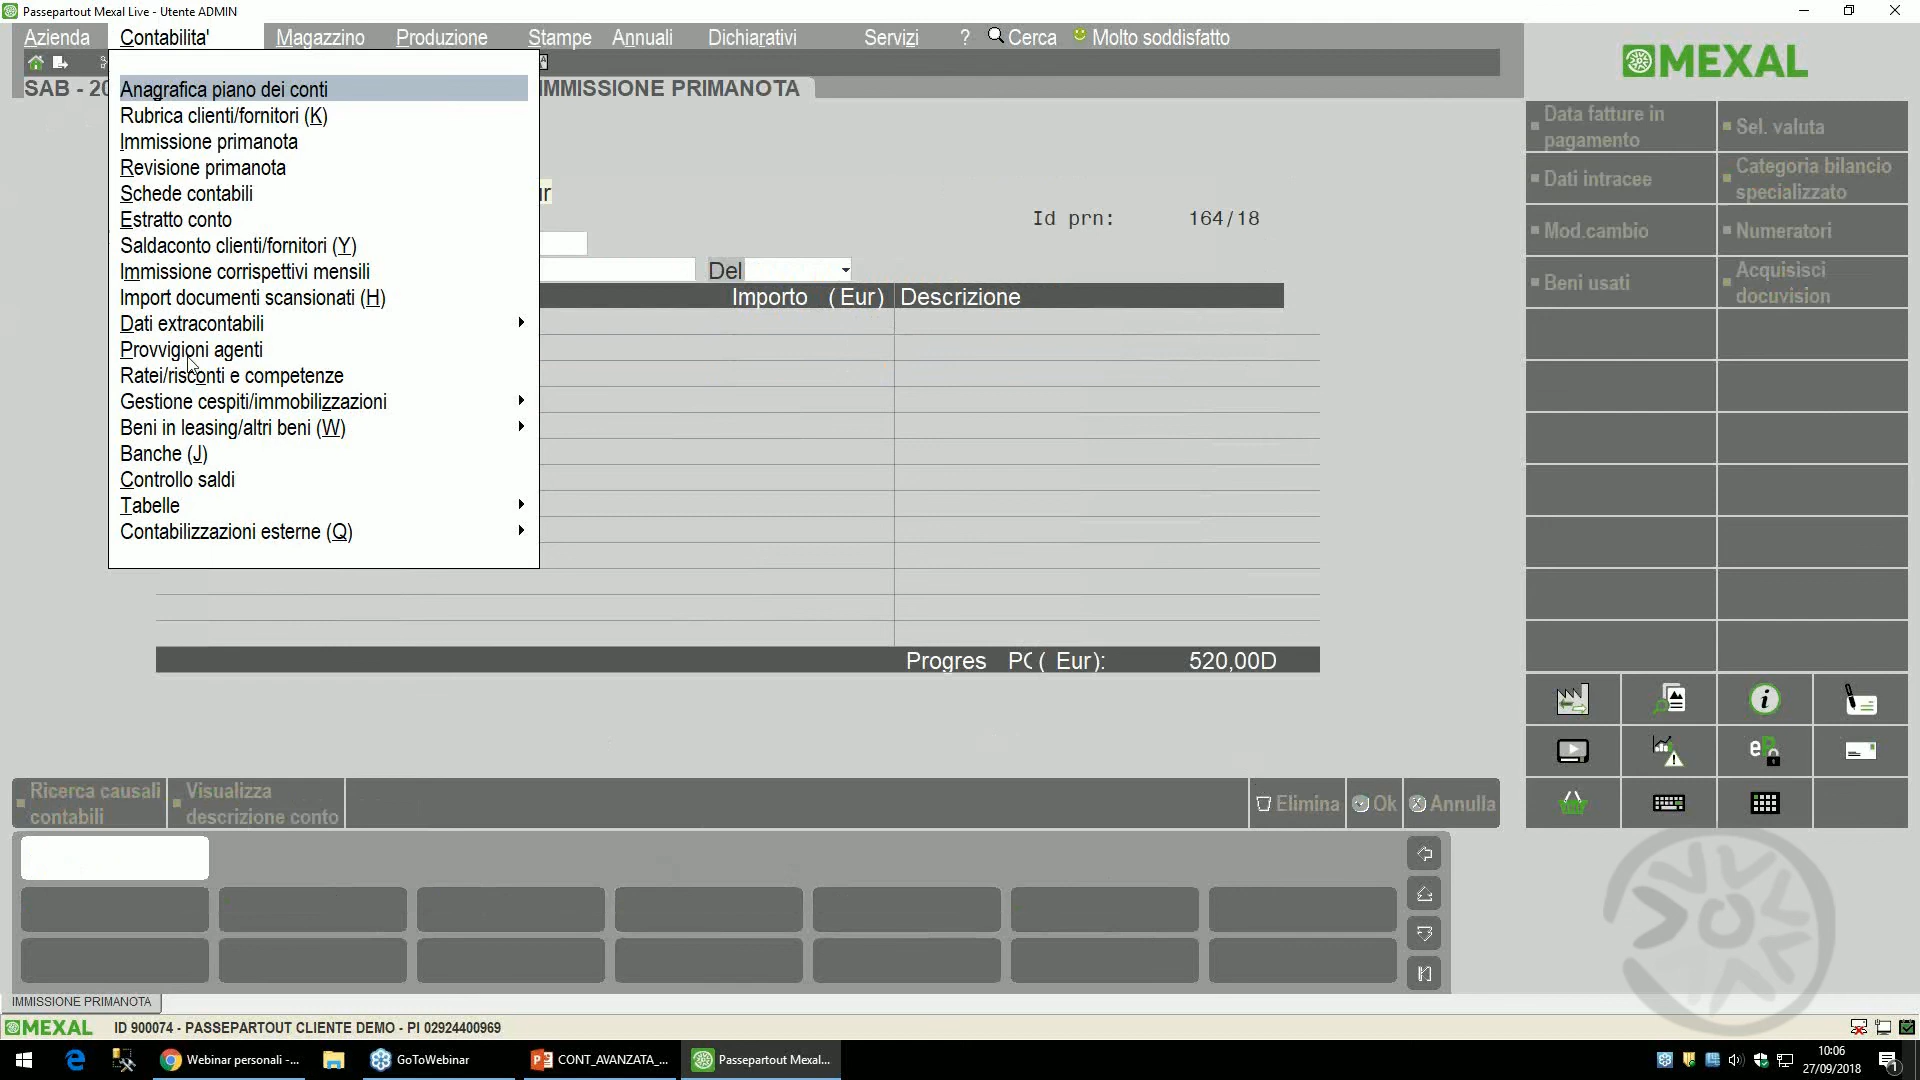 Passepartout Mexal Live - Utente ADMIN
Azienda Contabilita' Magazzino Produzione Stampe Annuali Dichiarativi Servizi ? Cerca Molto soddisfatto
MEXAL
SAB - 20
IMMISSIONE PRIMANOTA
Anagrafica piano dei conti
Rubrica clienti/fornitori (K)
Immissione primanota
Revisione primanota
Schede contabili
Estratto conto
Saldaconto clienti/fornitori (Y)
Immissione corrispettivi mensili
Import documenti scansionati (H)
Dati extracontabili
Provvigioni agenti
Ratei/risconti e competenze
Gestione cespiti/immobilizzazioni
Beni in leasing/altri beni (W)
Banche (J)
Controllo saldi
Tabelle
Contabilizzazioni esterne (Q)
Id prn: 164/18
Del
Importo (Eur) Descrizione
Progres PC( Eur): 520,00D
Data fatture in pagamento
Sel. valuta
Dati intracee
Categoria bilancio specializzato
Mod.cambio
Numeratori
Beni usati
Acquisisci docuvision
Ricerca causali contabili
Visualizza descrizione conto
Elimina Ok Annulla
IMMISSIONE PRIMANOTA
MEXAL ID 900074 - PASSEPARTOUT CLIENTE DEMO - PI 02924400969
Webinar personali -...
GoToWebinar
CONT_AVANZATA_...
Passepartout Mexal...
10:06
27/09/2018
1